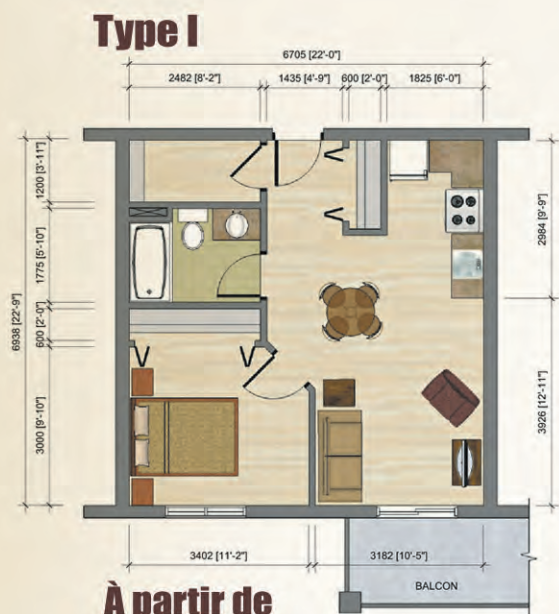 Type I
6705 [22'-0"]
2482 [8'-2"] 1435 [4'-9"] 600 [2'-0"] 1825 [6'-0"]
1200 [3'-11"]
1775 [5'-10"]
6938 [22'-9"]
600 [2'-0"]
3000 [9'-10"]
2984 [9'-9"]
3926 [12'-11"]
3402 [11'-2"] 3182 [10'-5"]
BALCON
À partir de